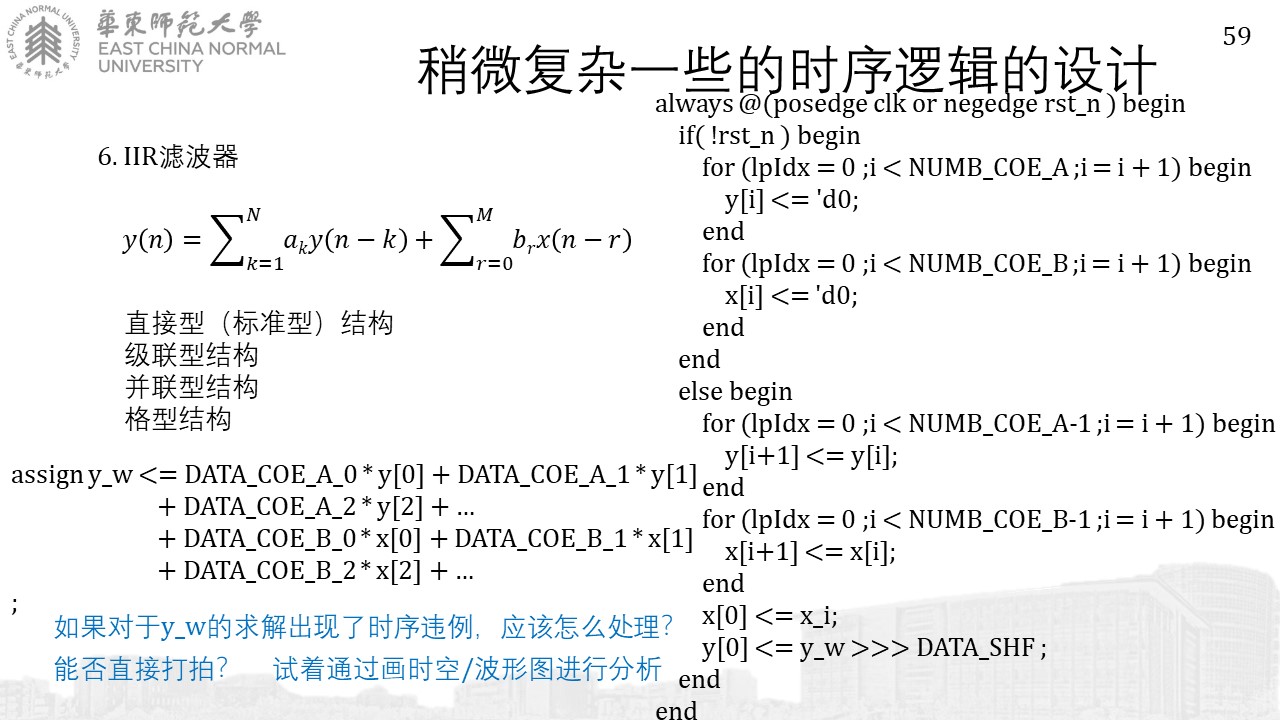 華東師範大學
EAST CHINA NORMAL
UNIVERSITY
EAST CHINA NORMAL UNIVERSITY
華東師範大學
59
稍微复杂一些的时序逻辑的设计
6. IIR滤波器
y(n) = ∑_{k=1}^{N} a_k y(n − k) + ∑_{r=0}^{M} b_r x(n − r)
直接型（标准型）结构
级联型结构
并联型结构
格型结构
assign y_w <= DATA_COE_A_0 * y[0] + DATA_COE_A_1 * y[1]
+ DATA_COE_A_2 * y[2] + ...
+ DATA_COE_B_0 * x[0] + DATA_COE_B_1 * x[1]
+ DATA_COE_B_2 * x[2] + ...
;
如果对于y_w的求解出现了时序违例，应该怎么处理？
能否直接打拍？ 试着通过画时空/波形图进行分析
always @(posedge clk or negedge rst_n ) begin
if( !rst_n ) begin
for (lpIdx = 0 ;i < NUMB_COE_A ;i = i + 1) begin
y[i] <= 'd0;
end
for (lpIdx = 0 ;i < NUMB_COE_B ;i = i + 1) begin
x[i] <= 'd0;
end
end
else begin
for (lpIdx = 0 ;i < NUMB_COE_A-1 ;i = i + 1) begin
y[i+1] <= y[i];
end
for (lpIdx = 0 ;i < NUMB_COE_B-1 ;i = i + 1) begin
x[i+1] <= x[i];
end
x[0] <= x_i;
y[0] <= y_w >>> DATA_SHF ;
end
end